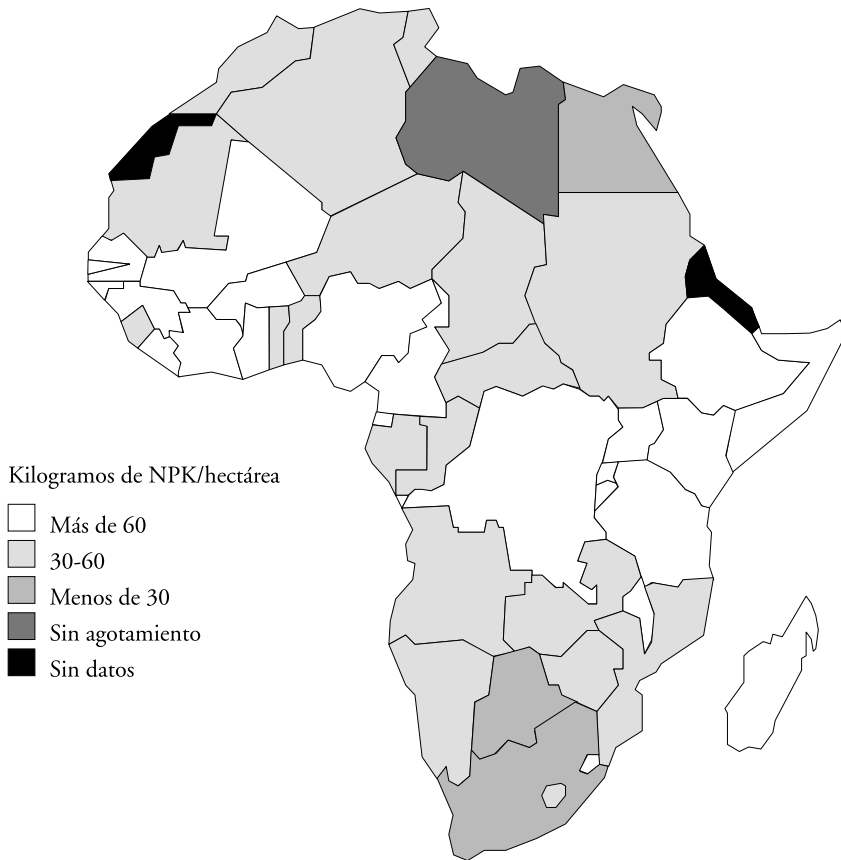 Kilogramos de NPK/hectárea
Más de 60
30-60
Menos de 30
Sin agotamiento
Sin datos